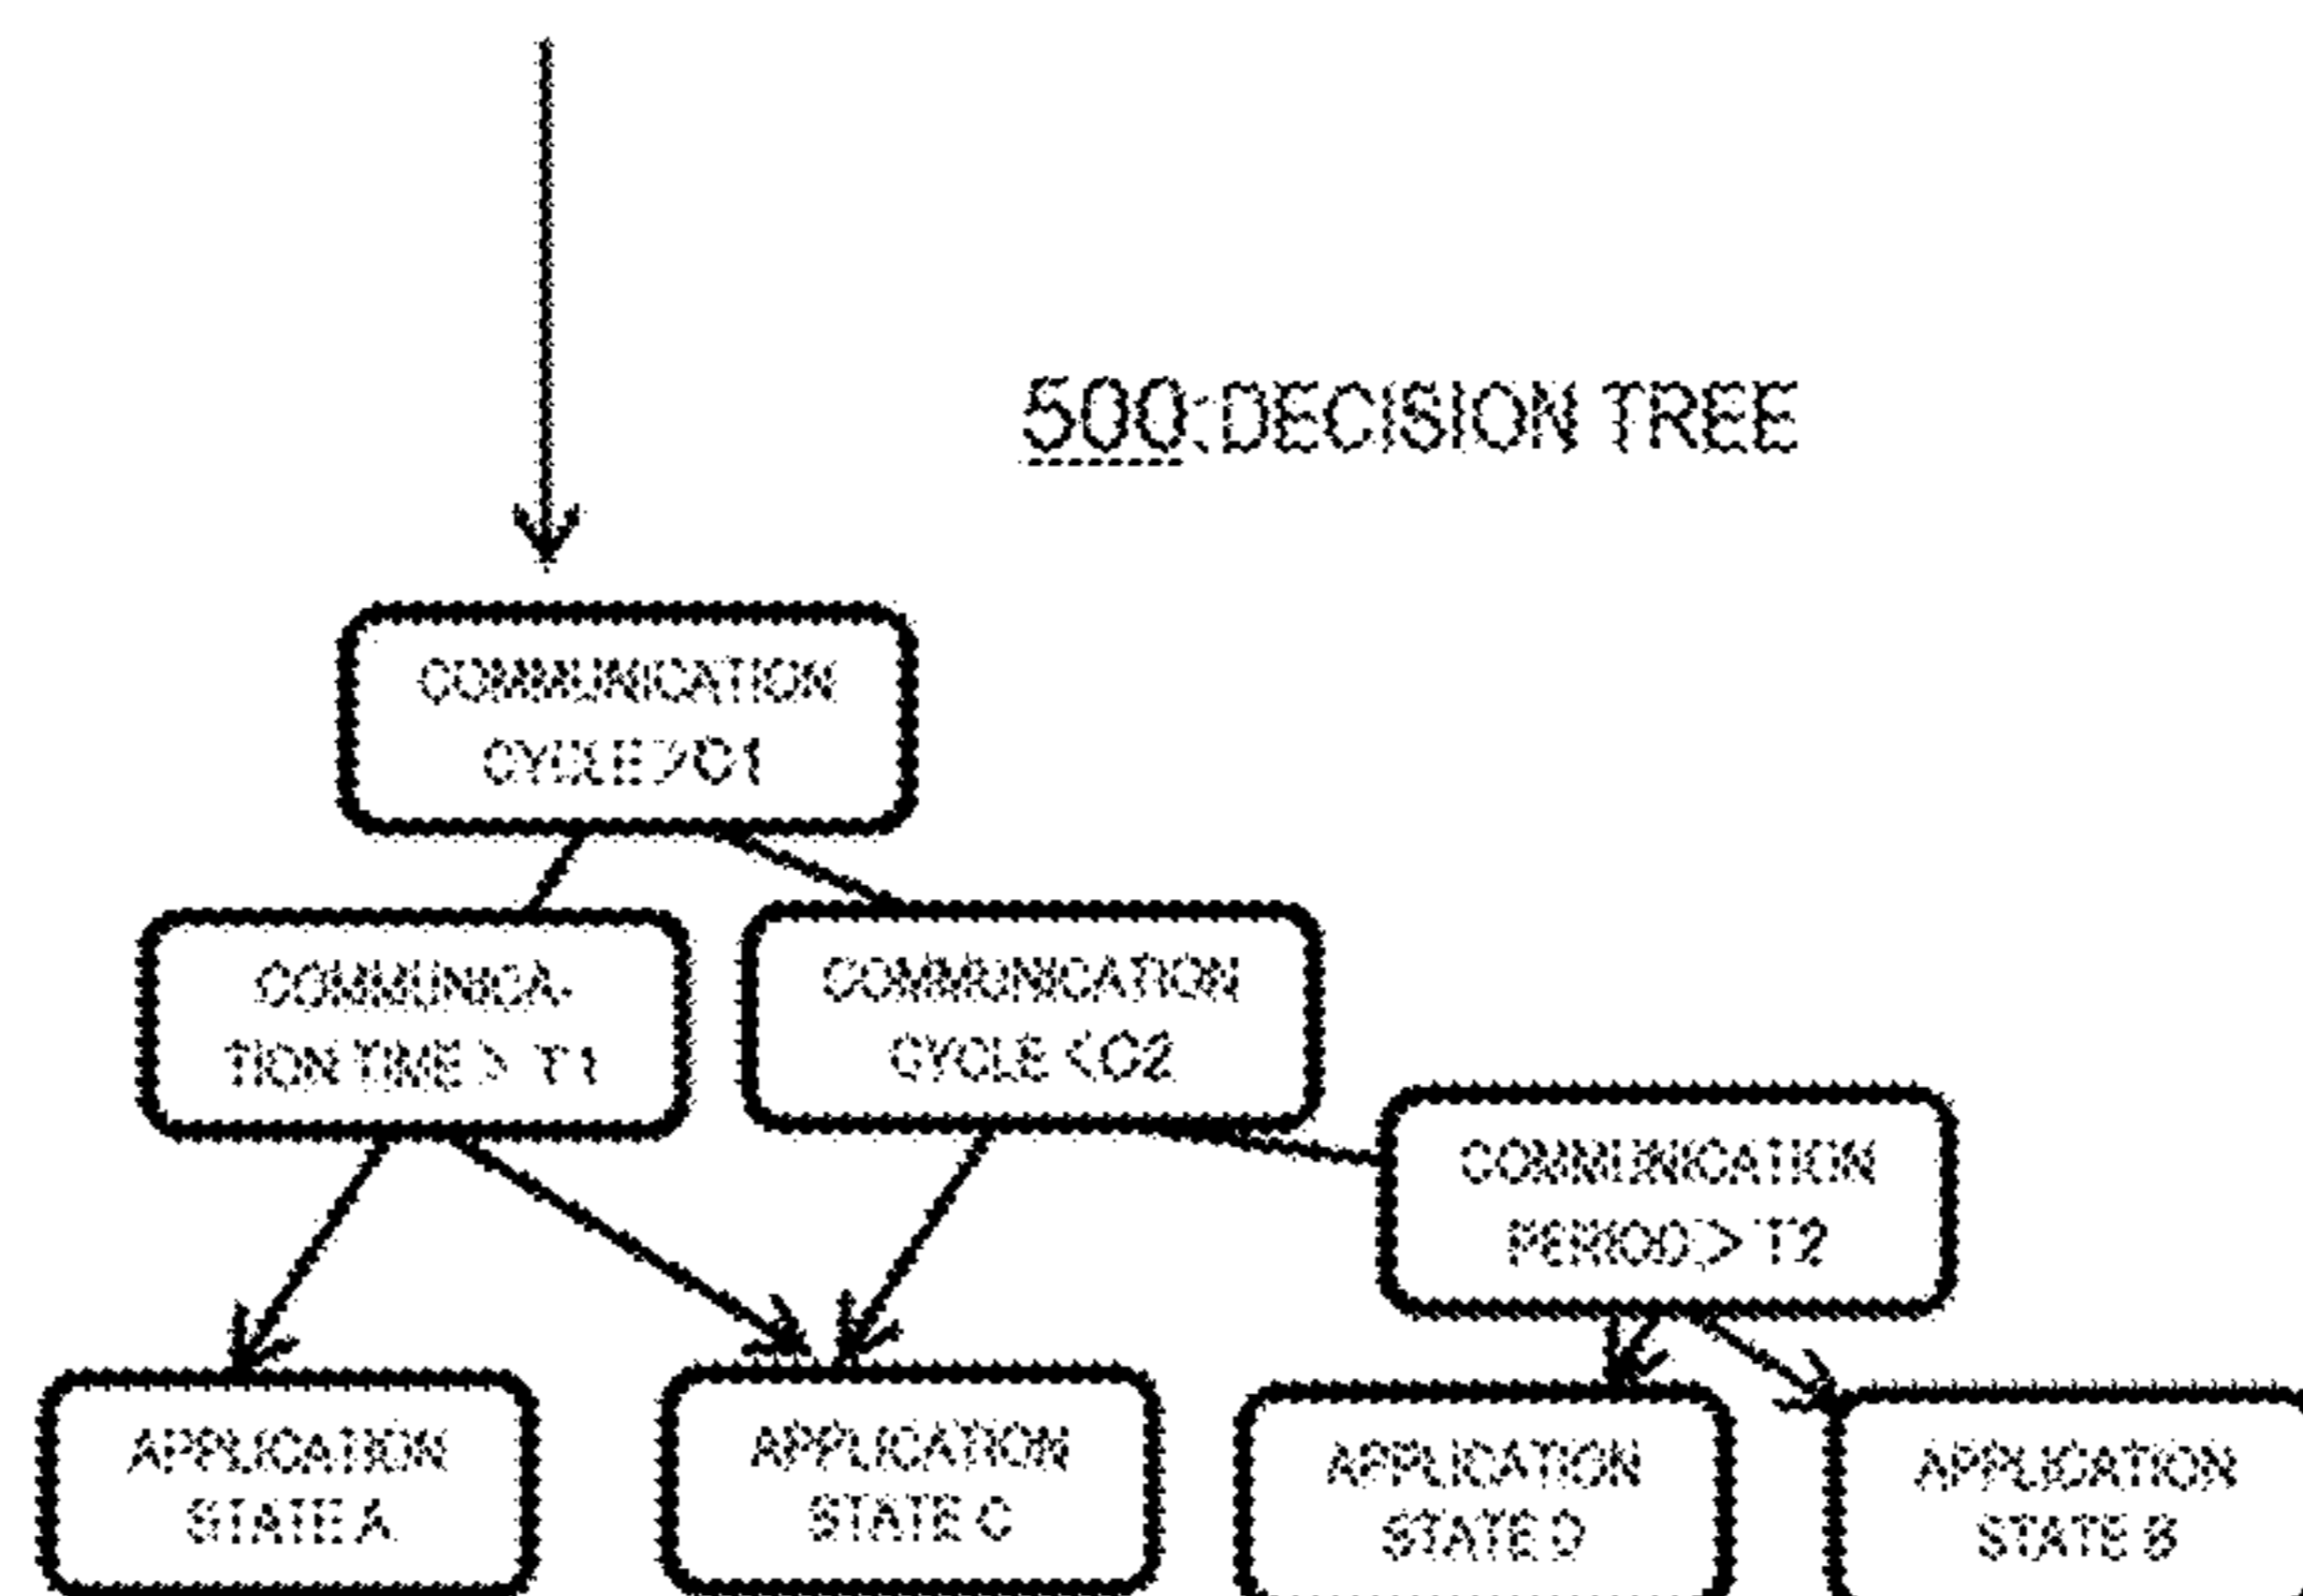 500:DECISION TREE
COMMUNICATION
CYCLE>C1
COMMUNICA-
TION TIME > T1
COMMUNICATION
CYCLE <C2
COMMUNICATION
PERIOD > T2
APPLICATION
STATE A
APPLICATION
STATE C
APPLICATION
STATE D
APPLICATION
STATE B